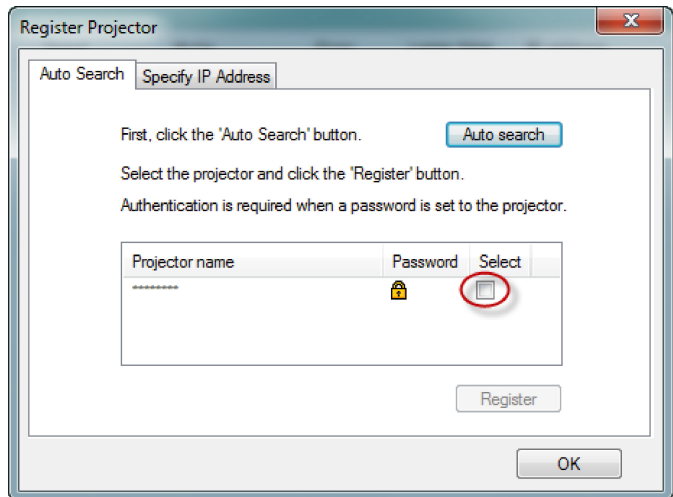 Register Projector
Auto Search Specify IP Address
First, click the 'Auto Search' button. Auto search
Select the projector and click the 'Register' button.
Authentication is required when a password is set to the projector.
Projector name Password Select
********
Register
OK